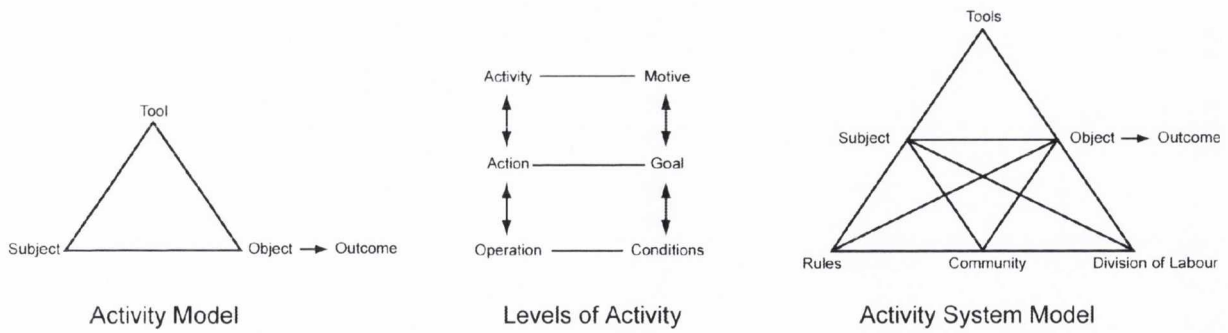 Tool
Subject
Object
Outcome
Activity Model
Activity
Motive
Action
Goal
Operation
Conditions
Levels of Activity
Tools
Subject
Object
Outcome
Rules
Community
Division of Labour
Activity System Model